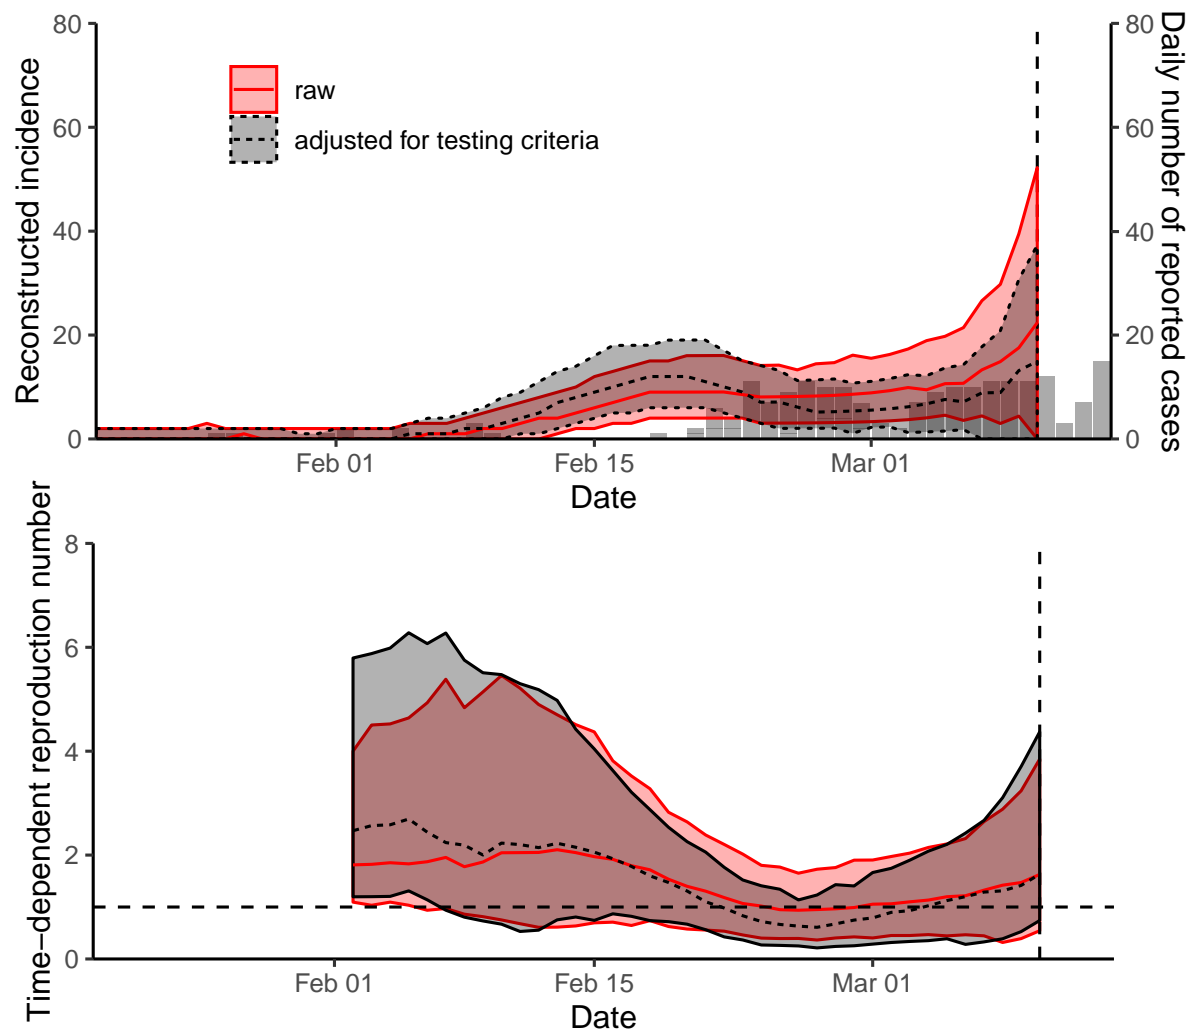 Reconstructed incidence
80
60
40
20
0
raw
adjusted for testing criteria
80
60
40
20
0
Daily number of reported cases
Feb 01
Feb 15
Mar 01
Date
Time−dependent reproduction number
8
6
4
2
0
Feb 01
Feb 15
Mar 01
Date